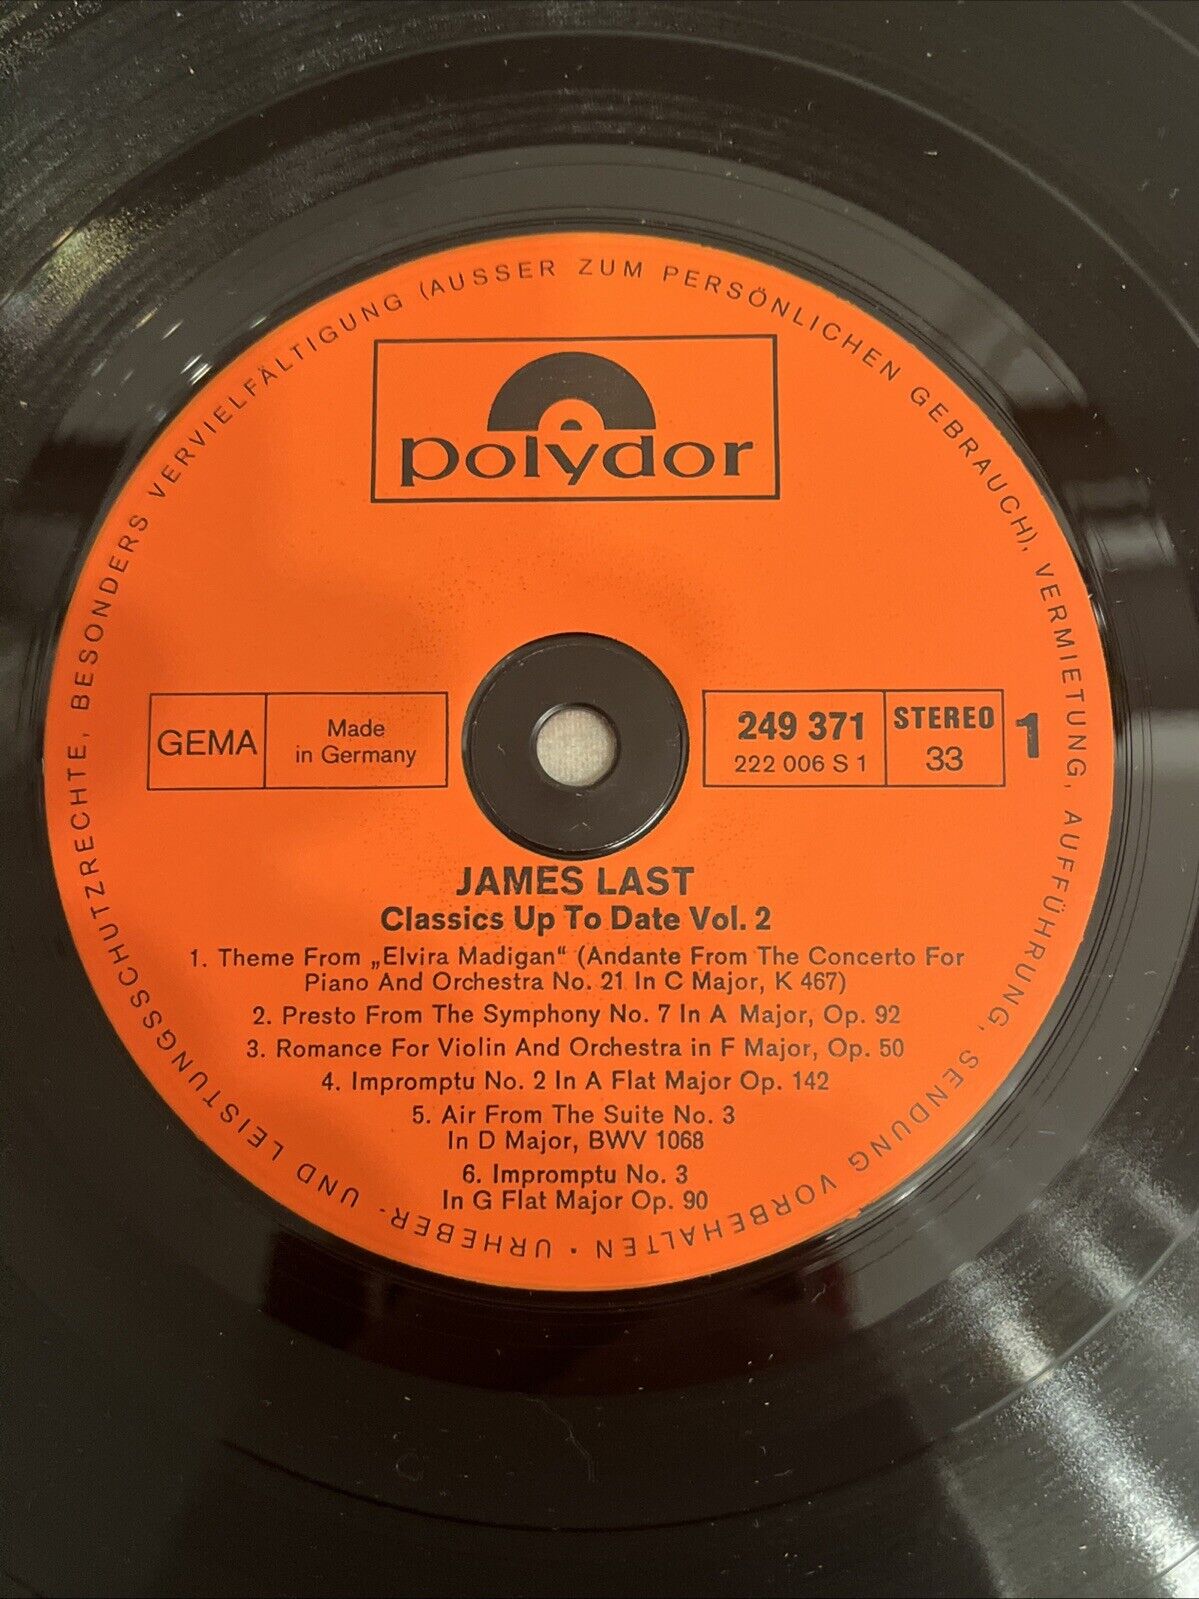 URHEBER- UND LEISTUNGSSCHUTZRECHTE, BESONDERS VERVIELFÄLTIGUNG (AUSSER ZUM PERSÖNLICHEN GEBRAUCH), VERMIETUNG, AUFFÜHRUNG, SENDUNG VORBEHALTEN ·
polydor
GEMA
Made
in Germany
249 371
222 006 S 1
STEREO
33
1
JAMES LAST
Classics Up To Date Vol. 2
1. Theme From „Elvira Madigan“ (Andante From The Concerto For
Piano And Orchestra No. 21 In C Major, K 467)
2. Presto From The Symphony No. 7 In A Major, Op. 92
3. Romance For Violin And Orchestra in F Major, Op. 50
4. Impromptu No. 2 In A Flat Major Op. 142
5. Air From The Suite No. 3
In D Major, BWV 1068
6. Impromptu No. 3
In G Flat Major Op. 90